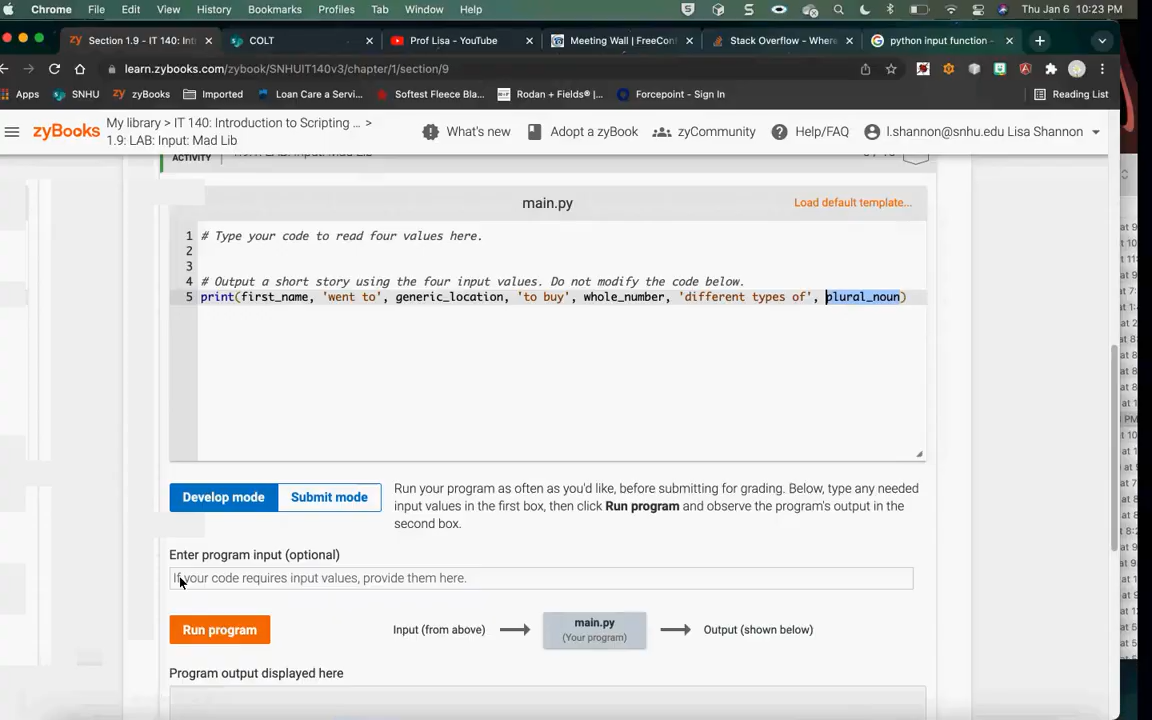 Chrome File Edit View History Bookmarks Profiles Tab Window Help Thu Jan 6 10:23 PM
Section 1.9 - IT 140: Int COLT Prof Lisa - YouTube Meeting Wall | FreeCon Stack Overflow - Where python input function -
learn.zybooks.com/zybook/SNHUIT140v3/chapter/1/section/9
Apps SNHU zyBooks Imported Loan Care a Servi... Softest Fleece Bla... Rodan + Fields® |... Forcepoint - Sign In Reading List
zyBooks My library > IT 140: Introduction to Scripting ... > What's new Adopt a zyBook zyCommunity Help/FAQ l.shannon@snhu.edu Lisa Shannon
1.9: LAB: Input: Mad Lib
ACTIVITY
main.py Load default template...
1 # Type your code to read four values here.
2
3
4 # Output a short story using the four input values. Do not modify the code below.
5 print(first_name, 'went to', generic_location, 'to buy', whole_number, 'different types of', plural_noun)
Develop mode Submit mode
Run your program as often as you'd like, before submitting for grading. Below, type any needed
input values in the first box, then click Run program and observe the program's output in the
second box.
Enter program input (optional)
If your code requires input values, provide them here.
Run program Input (from above) main.py Output (shown below)
(Your program)
Program output displayed here